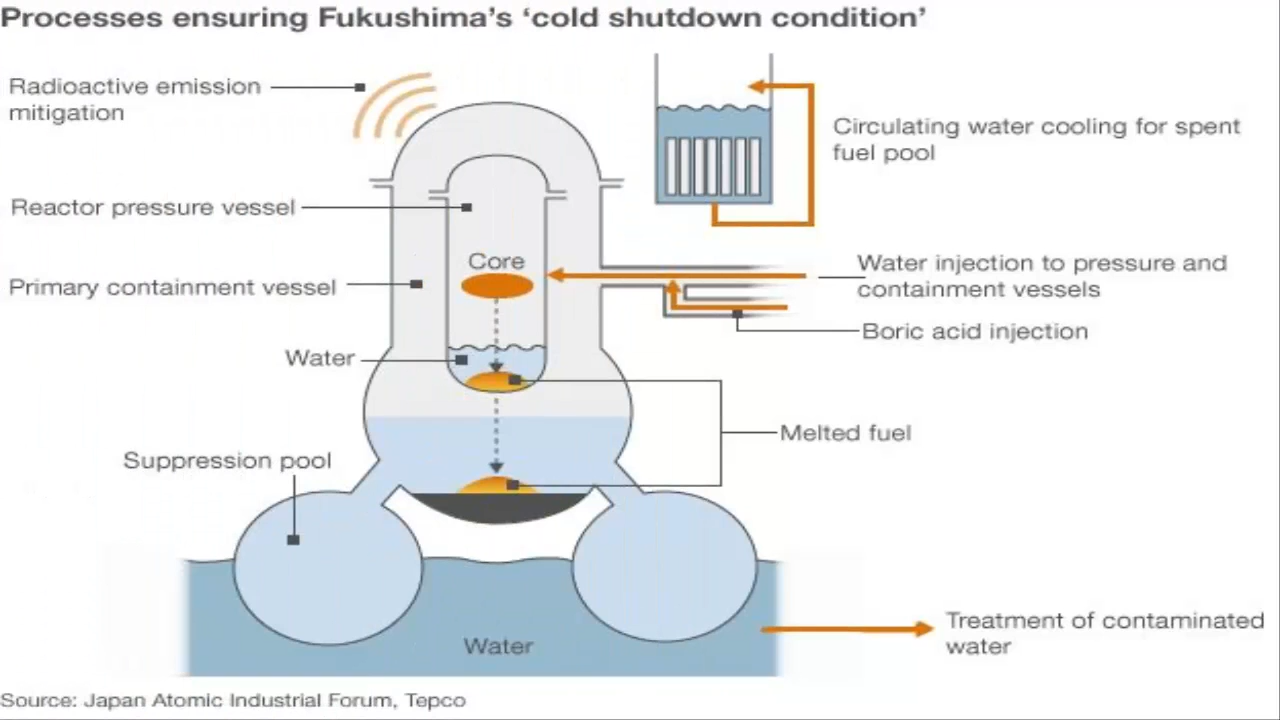 Processes ensuring Fukushima's ‘cold shutdown condition’
Radioactive emission
mitigation
Circulating water cooling for spent
fuel pool
Reactor pressure vessel
Core
Water injection to pressure and
containment vessels
Primary containment vessel
Boric acid injection
Water
Melted fuel
Suppression pool
Treatment of contaminated
water
Water
Source: Japan Atomic Industrial Forum, Tepco